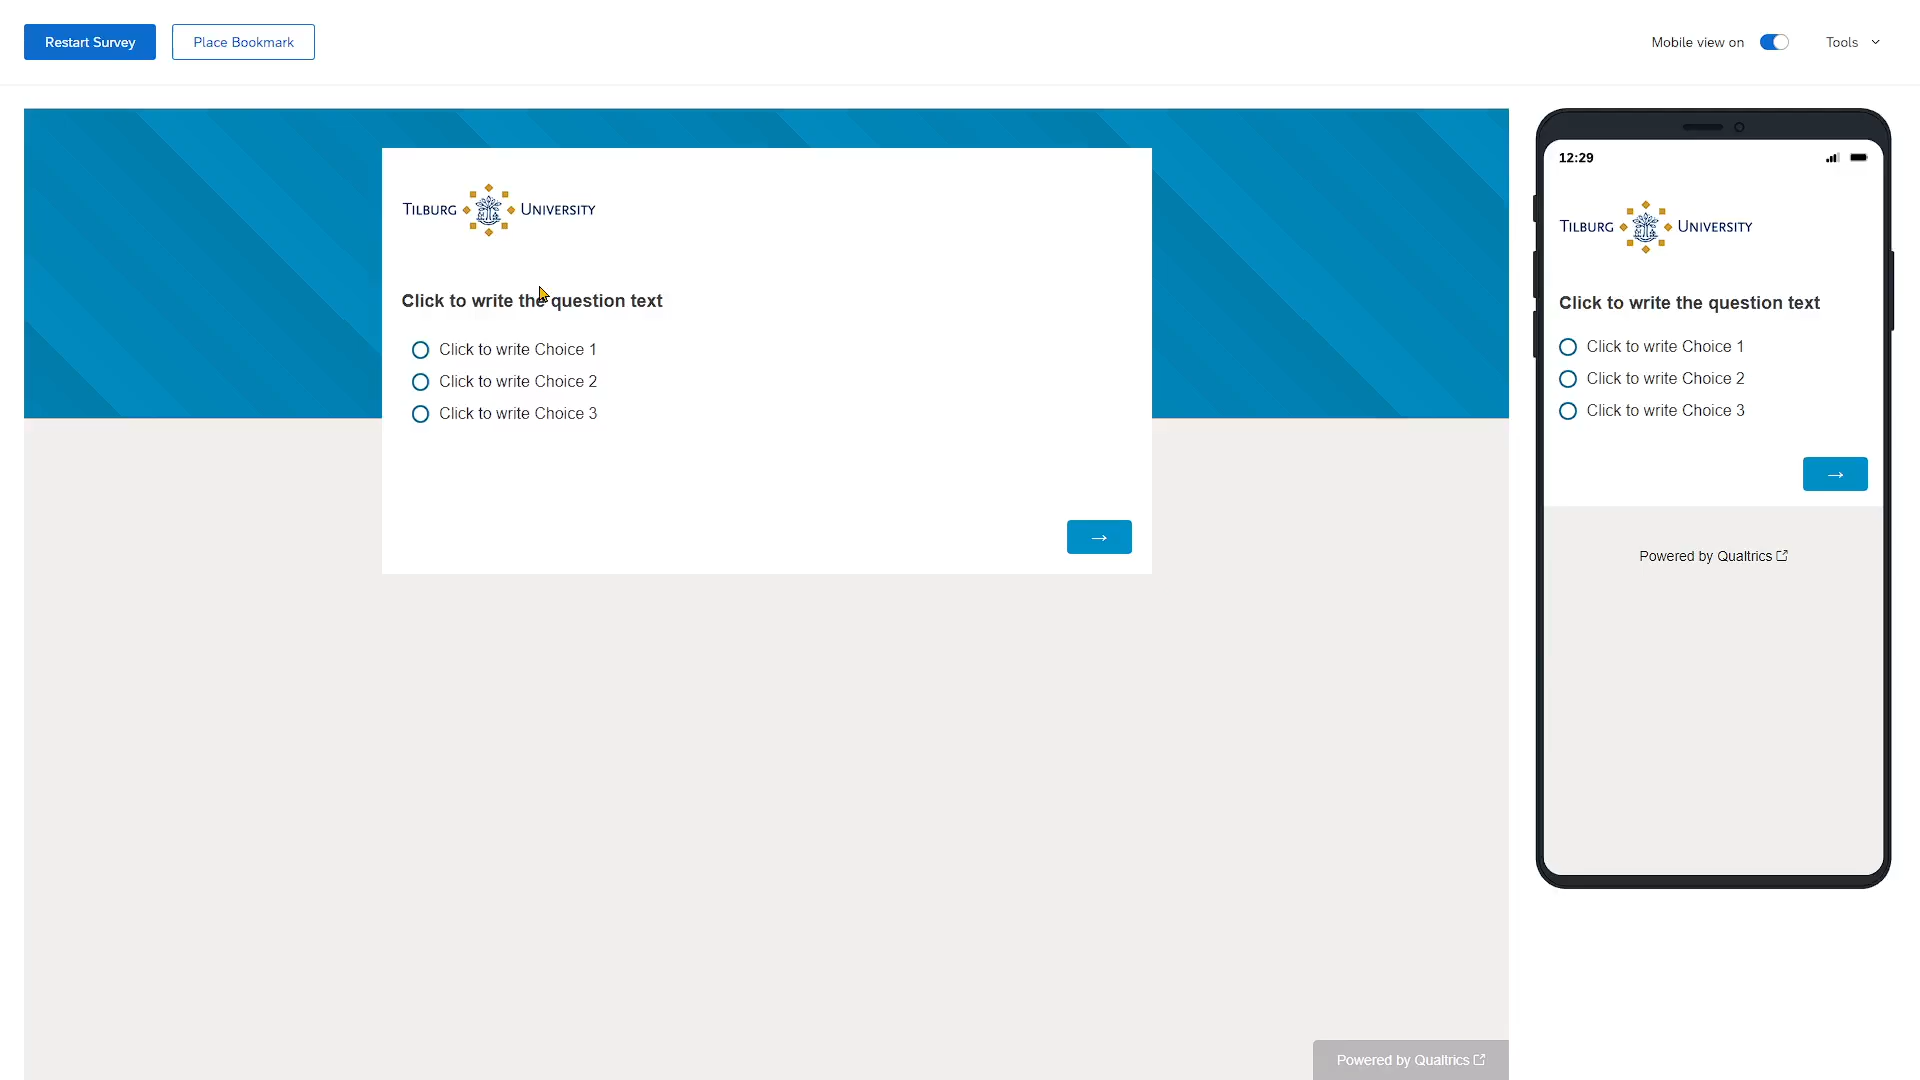 Restart Survey
Place Bookmark
Mobile view on
Tools
TILBURG UNIVERSITY
Click to write the question text
Click to write Choice 1
Click to write Choice 2
Click to write Choice 3
→
Powered by Qualtrics
12:29
TILBURG UNIVERSITY
Click to write the question text
Click to write Choice 1
Click to write Choice 2
Click to write Choice 3
→
Powered by Qualtrics